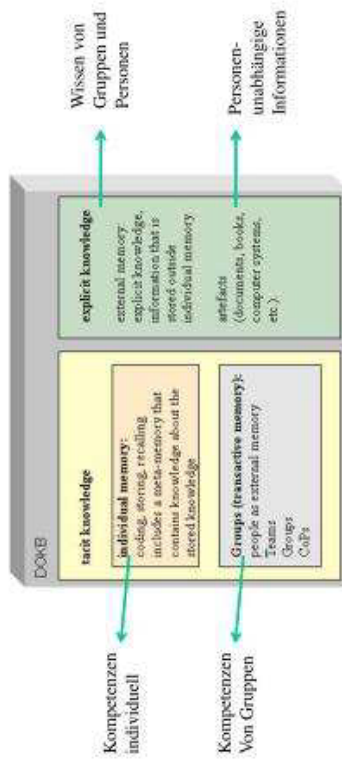 DOKB
Kompetenzen
individuell
Kompetenzen
Von Gruppen
tacit knowledge
individual memory:
coding, storing, recalling
includes a meta-memory that
contains knowledge about the
stored knowledge
Groups (transactive memory):
people as external memory
Teams
Groups
CoPs
explicit knowledge
external memory:
explicit knowledge,
information that is
stored outside
individual memory
artefacts
(documents, books,
computer systems,
etc.).
Wissen von
Gruppen und
Personen
Personen-
unabhängige
Informationen